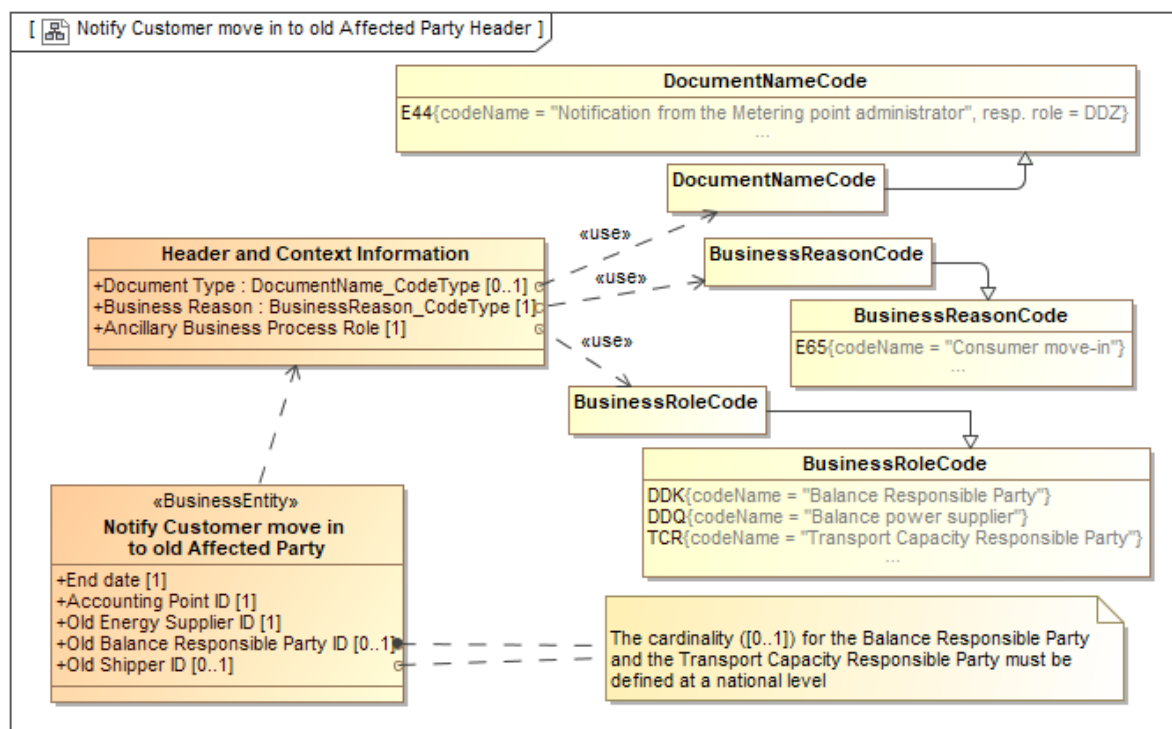 [ Notify Customer move in to old Affected Party Header ]
DocumentNameCode
E44{codeName = "Notification from the Metering point administrator", resp. role = DDZ}
...
DocumentNameCode
«use»
Header and Context Information
+Document Type : DocumentName_CodeType [0..1]
+Business Reason : BusinessReason_CodeType [1]
+Ancillary Business Process Role [1]
«use»
BusinessReasonCode
BusinessReasonCode
E65{codeName = "Consumer move-in"}
...
«use»
BusinessRoleCode
BusinessRoleCode
DDK{codeName = "Balance Responsible Party"}
DDQ{codeName = "Balance power supplier"}
TCR{codeName = "Transport Capacity Responsible Party"}
...
«BusinessEntity»
Notify Customer move in
to old Affected Party
+End date [1]
+Accounting Point ID [1]
+Old Energy Supplier ID [1]
+Old Balance Responsible Party ID [0..1]
+Old Shipper ID [0..1]
The cardinality ([0..1]) for the Balance Responsible Party
and the Transport Capacity Responsible Party must be
defined at a national level